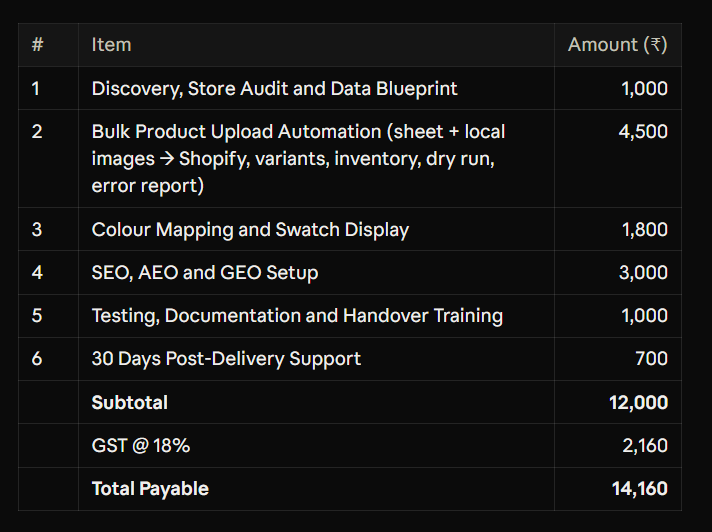 # Item Amount (₹)
1 Discovery, Store Audit and Data Blueprint 1,000
2 Bulk Product Upload Automation (sheet + local 4,500
images → Shopify, variants, inventory, dry run,
error report)
3 Colour Mapping and Swatch Display 1,800
4 SEO, AEO and GEO Setup 3,000
5 Testing, Documentation and Handover Training 1,000
6 30 Days Post-Delivery Support 700
Subtotal 12,000
GST @ 18% 2,160
Total Payable 14,160